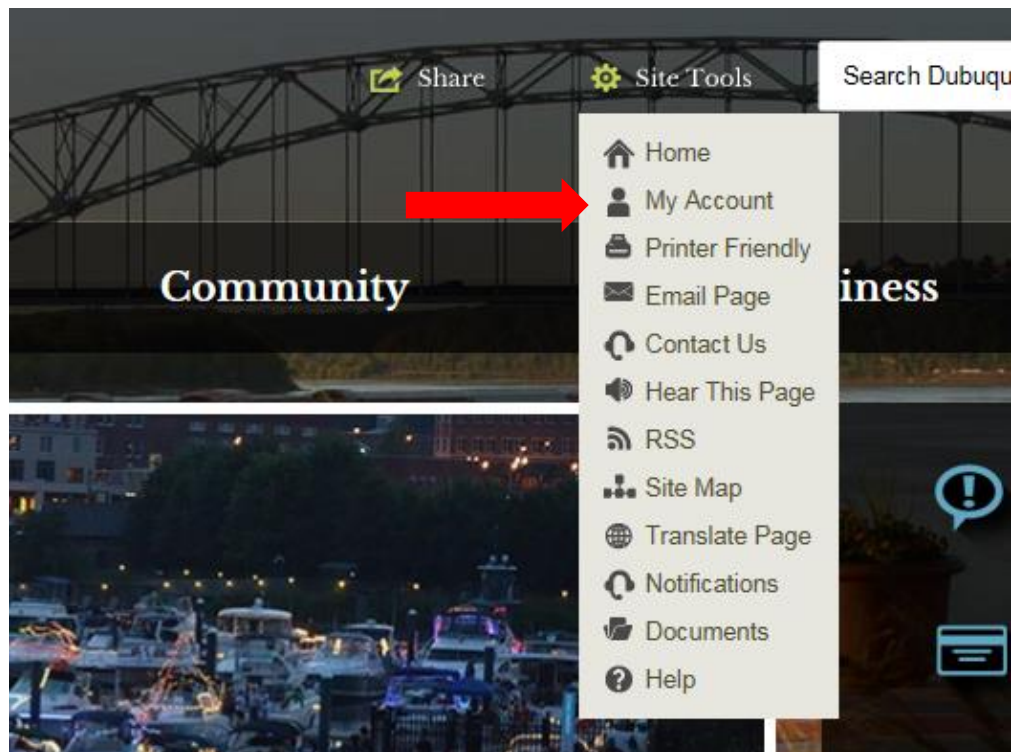 Share
Site Tools
Search Dubuqu
Home
My Account
Printer Friendly
Community
iness
Email Page
Contact Us
Hear This Page
RSS
Site Map
Translate Page
Notifications
Documents
Help